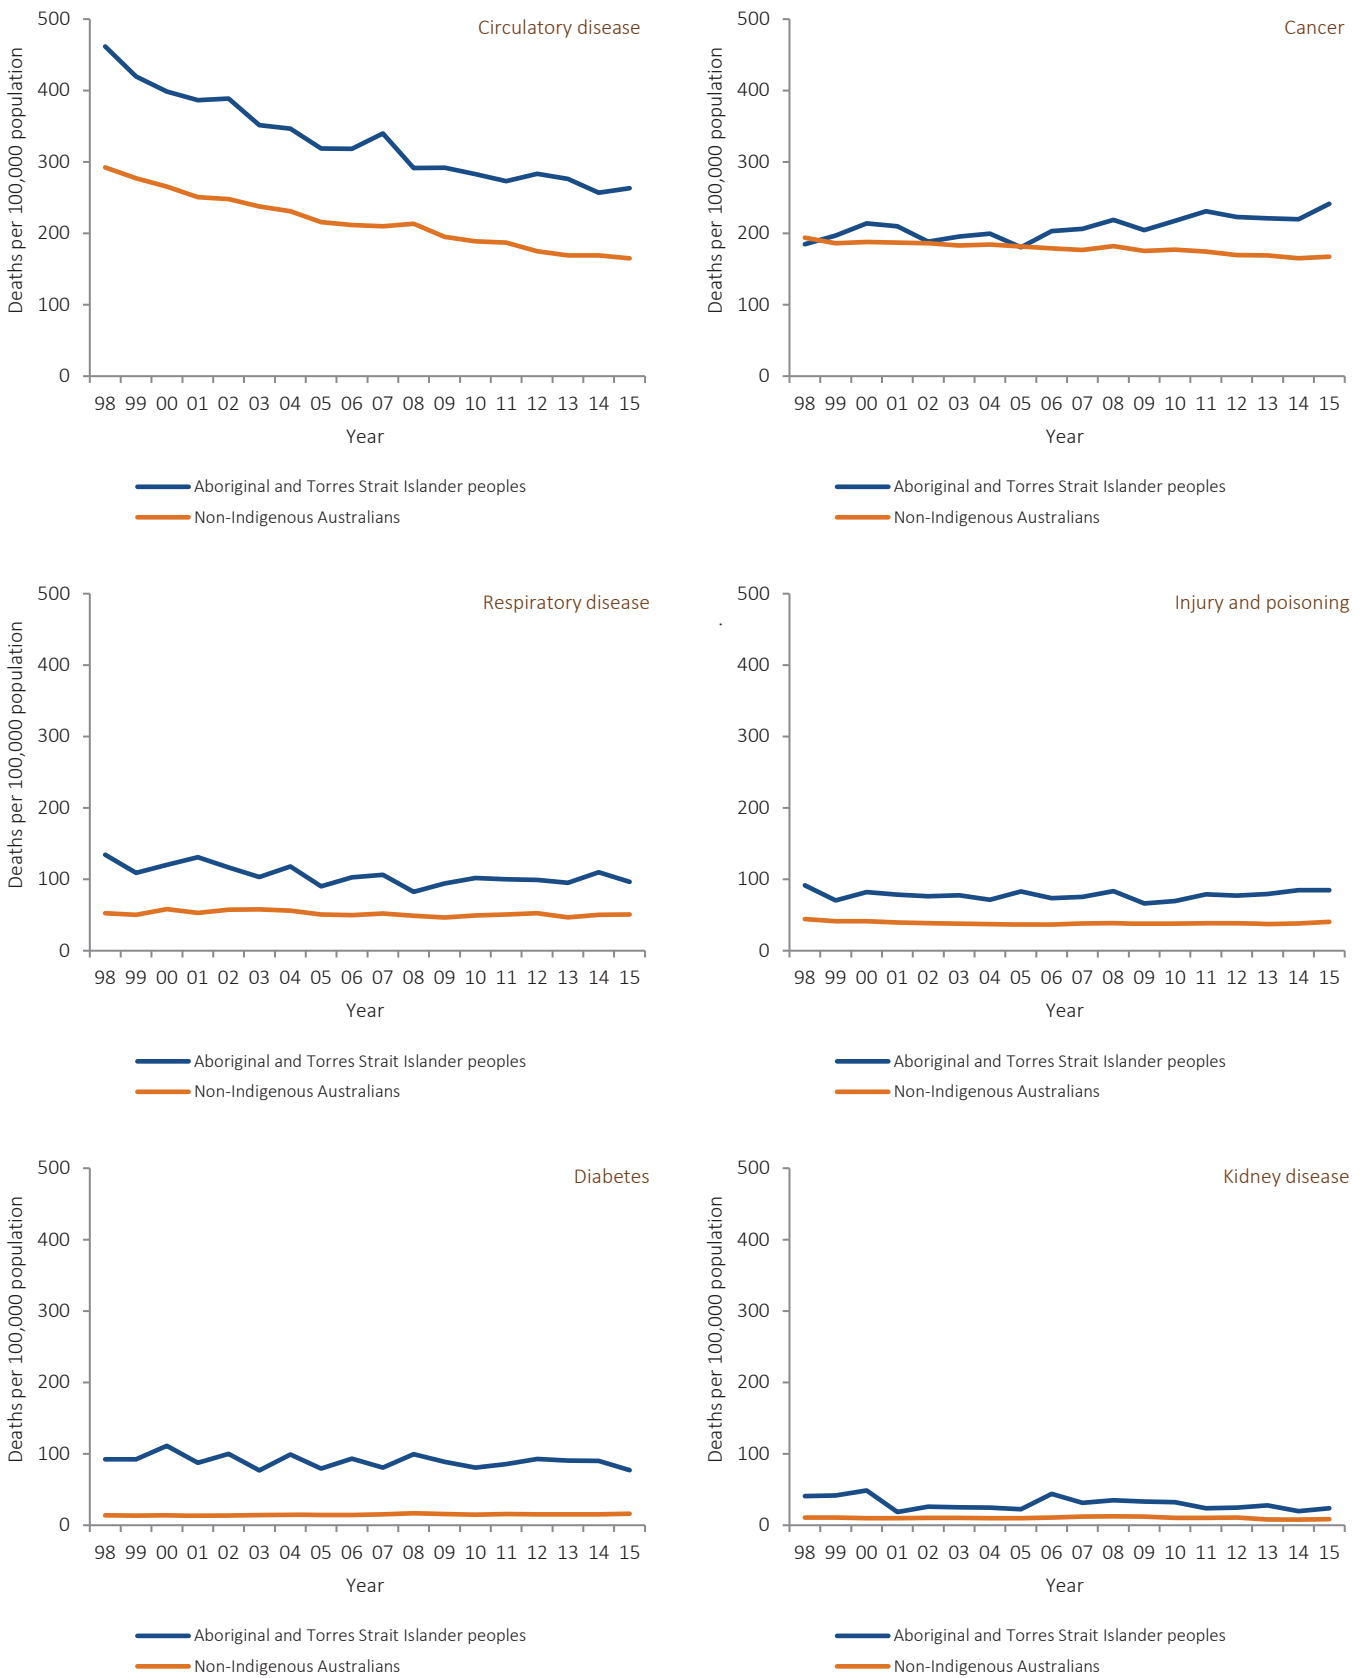 Circulatory disease
Deaths per 100,000 population
500
400
300
200
100
0
98 99 00 01 02 03 04 05 06 07 08 09 10 11 12 13 14 15
Year
Aboriginal and Torres Strait Islander peoples
Non-Indigenous Australians
Cancer
Deaths per 100,000 population
500
400
300
200
100
0
98 99 00 01 02 03 04 05 06 07 08 09 10 11 12 13 14 15
Year
Aboriginal and Torres Strait Islander peoples
Non-Indigenous Australians
Respiratory disease
Deaths per 100,000 population
500
400
300
200
100
0
98 99 00 01 02 03 04 05 06 07 08 09 10 11 12 13 14 15
Year
Aboriginal and Torres Strait Islander peoples
Non-Indigenous Australians
Injury and poisoning
.
Deaths per 100,000 population
500
400
300
200
100
0
98 99 00 01 02 03 04 05 06 07 08 09 10 11 12 13 14 15
Year
Aboriginal and Torres Strait Islander peoples
Non-Indigenous Australians
Diabetes
Deaths per 100,000 population
500
400
300
200
100
0
98 99 00 01 02 03 04 05 06 07 08 09 10 11 12 13 14 15
Year
Aboriginal and Torres Strait Islander peoples
Non-Indigenous Australians
Kidney disease
Deaths per 100,000 population
500
400
300
200
100
0
98 99 00 01 02 03 04 05 06 07 08 09 10 11 12 13 14 15
Year
Aboriginal and Torres Strait Islander peoples
Non-Indigenous Australians